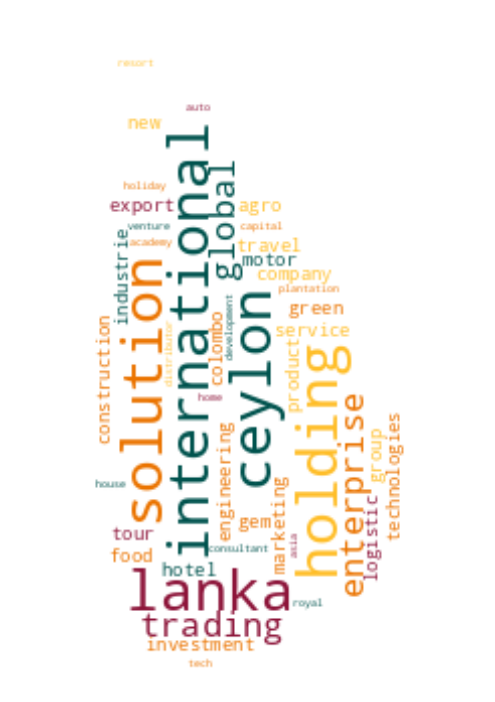 resort
auto
new
international
global
holiday
export
agro
venture
capital
industrie
academy
travel
motor
solution
company
plantation
ceylon
development
green
colombo
construction
distributor
service
product
holding
home
enterprise
technologies
engineering
group
marketing
house
logistic
gem
tour
asia
consultant
food
hotel
lanka
royal
trading
investment
tech